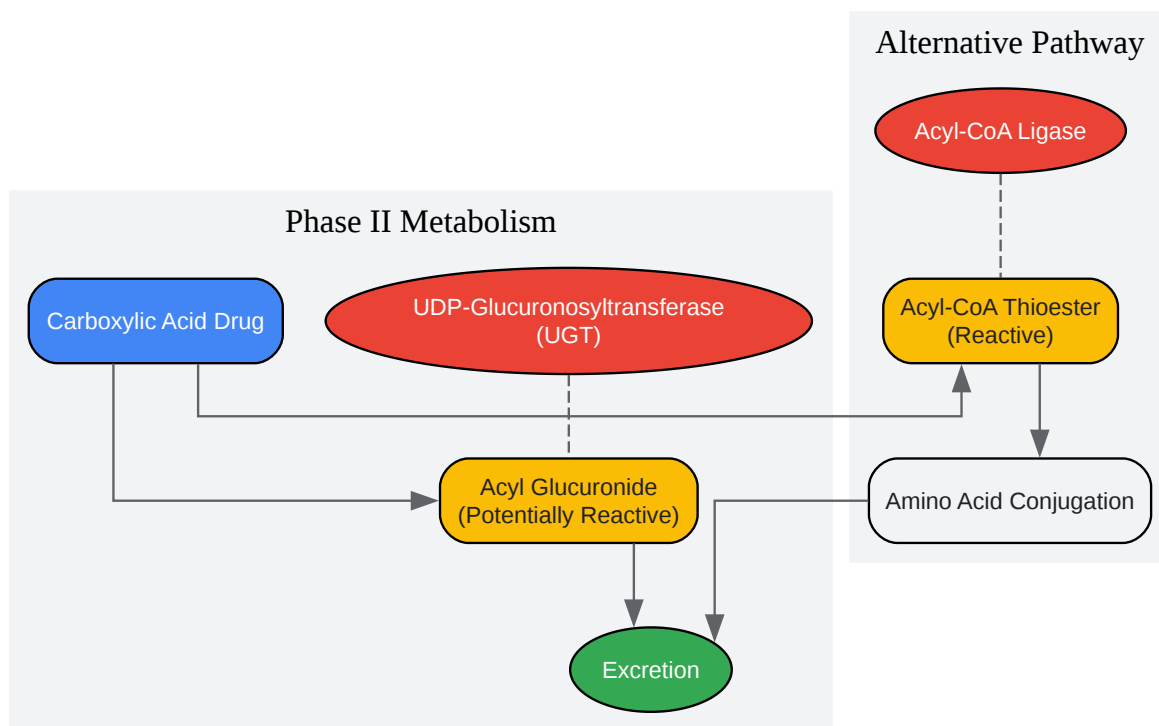 Alternative Pathway
Acyl-CoA Ligase
Phase II Metabolism
Carboxylic Acid Drug
UDP-Glucuronosyltransferase
(UGT)
Acyl-CoA Thioester
(Reactive)
Acyl Glucuronide
(Potentially Reactive)
Amino Acid Conjugation
Excretion